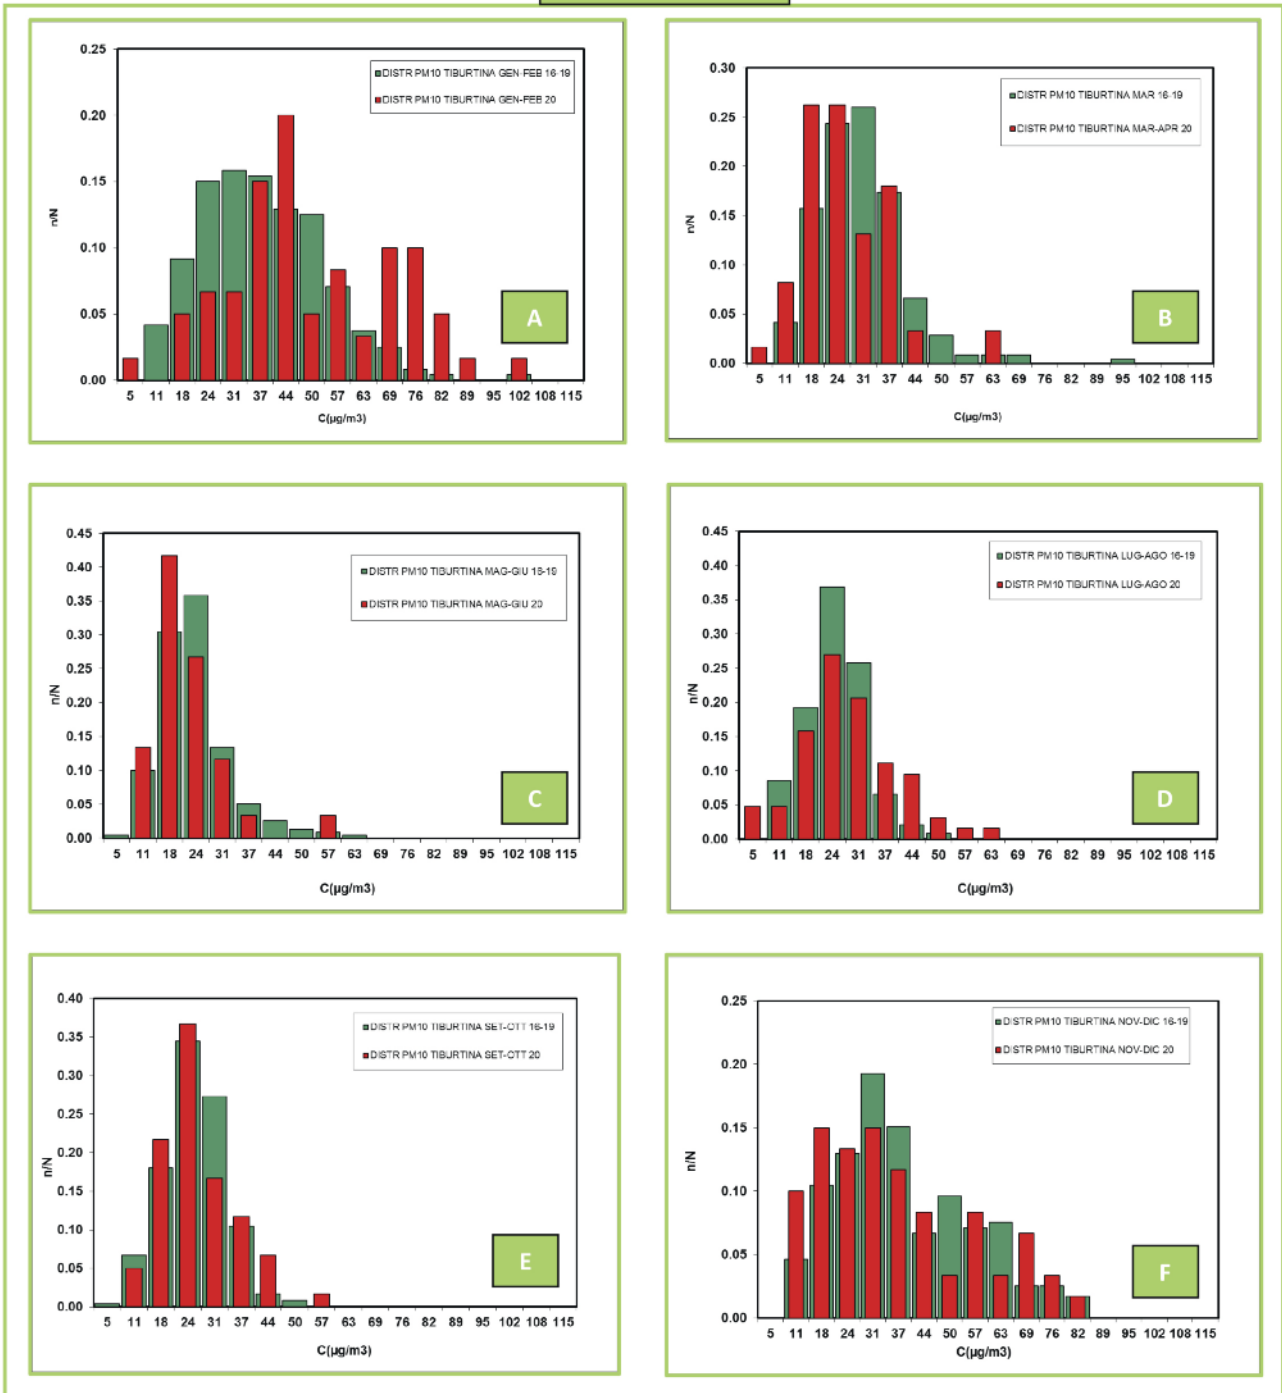 0.25
0.20
0.15
0.10
0.05
0.00
n/N
DISTR PM10 TIBURTINA GEN-FEB 16-19
DISTR PM10 TIBURTINA GEN-FEB 20
A
5 11 18 24 31 37 44 50 57 63 69 76 82 89 95 102 108 115
C(µg/m3)
0.30
0.25
0.20
0.15
0.10
0.05
0.00
n/N
DISTR PM10 TIBURTINA MAR 16-19
DISTR PM10 TIBURTINA MAR-APR 20
B
5 11 18 24 31 37 44 50 57 63 69 76 82 89 95 102 108 115
C(µg/m3)
0.45
0.40
0.35
0.30
0.25
0.20
0.15
0.10
0.05
0.00
n/N
DISTR PM10 TIBURTINA MAG-GIU 16-19
DISTR PM10 TIBURTINA MAG-GIU 20
C
5 11 18 24 31 37 44 50 57 63 69 76 82 89 95 102 108 115
C(µg/m3)
0.45
0.40
0.35
0.30
0.25
0.20
0.15
0.10
0.05
0.00
n/N
DISTR PM10 TIBURTINA LUG-AGO 16-19
DISTR PM10 TIBURTINA LUG-AGO 20
D
5 11 18 24 31 37 44 50 57 63 69 76 82 89 95 102 108 115
C(µg/m3)
0.40
0.35
0.30
0.25
0.20
0.15
0.10
0.05
0.00
n/N
DISTR PM10 TIBURTINA SET-OTT 16-19
DISTR PM10 TIBURTINA SET-OTT 20
E
5 11 18 24 31 37 44 50 57 63 69 76 82 89 95 102 108 115
C(µg/m3)
0.25
0.20
0.15
0.10
0.05
0.00
n/N
DISTR PM10 TIBURTINA NOV-DIC 16-19
DISTR PM10 TIBURTINA NOV-DIC 20
F
5 11 18 24 31 37 44 50 57 63 69 76 82 89 95 102 108 115
C(µg/m3)